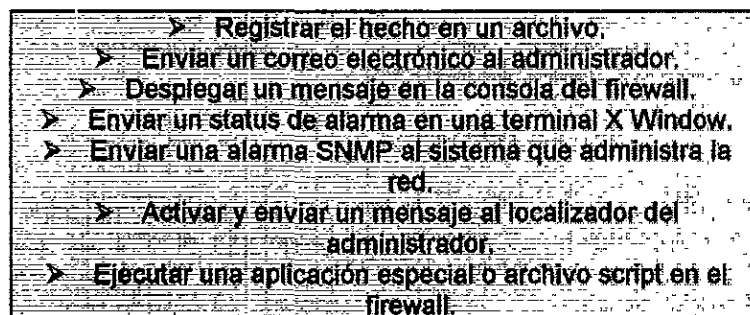 ➤ Registrar el hecho en un archivo.
➤ Enviar un correo electrónico al administrador.
➤ Desplegar un mensaje en la consola del firewall.
➤ Enviar un status de alarma en una terminal X Window.
➤ Enviar una alarma SNMP al sistema que administra la
red.
➤ Activar y enviar un mensaje al localizador del
administrador.
➤ Ejecutar una aplicación especial o archivo script en el
firewall.